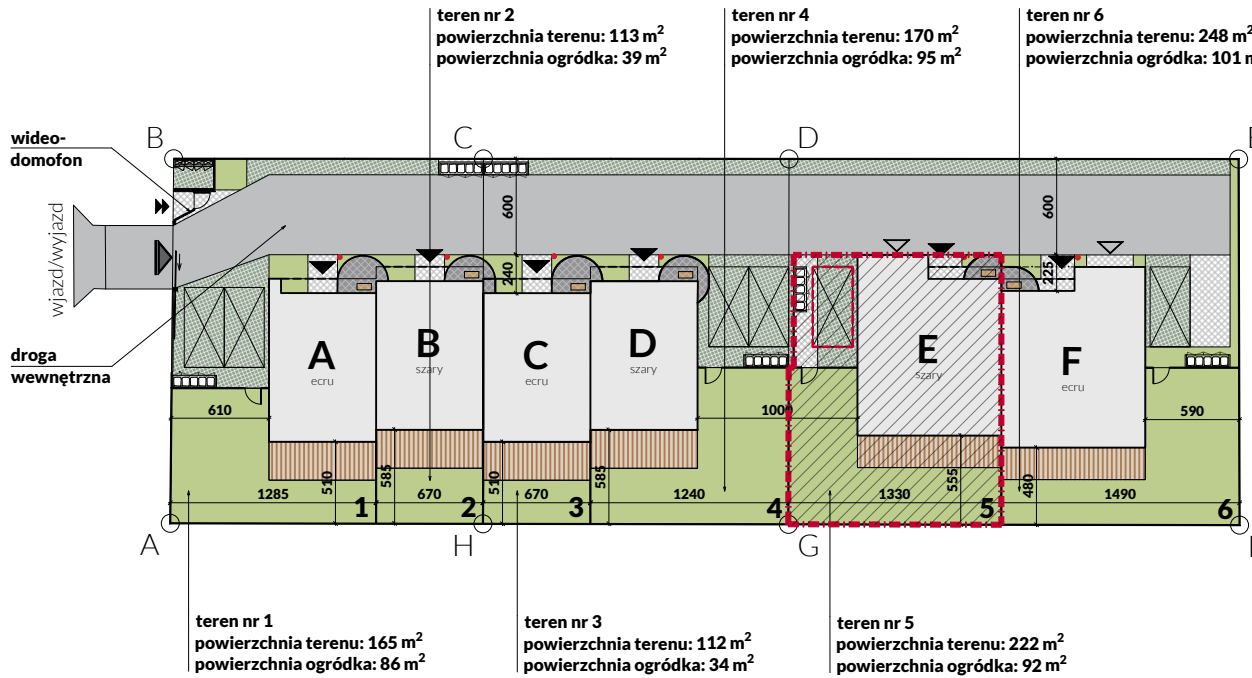 teren nr 2
powierzchnia terenu: 113 m²
powierzchnia ogródka: 39 m²
teren nr 4
powierzchnia terenu: 170 m²
powierzchnia ogródka: 95 m²
teren nr 6
powierzchnia terenu: 248 m²
powierzchnia ogródka: 101 m
B
C
D
E
wideo-
domofon
wjazd/wyjazd
droga
wewnętrzna
600
600
240
225
A
ecru
B
szary
C
ecru
D
szary
E
szary
F
ecru
610
590
510
585
510
585
555
480
1285
670
670
1240
1330
1490
1
2
3
4
5
6
A
H
G
teren nr 1
powierzchnia terenu: 165 m²
powierzchnia ogródka: 86 m²
teren nr 3
powierzchnia terenu: 112 m²
powierzchnia ogródka: 34 m²
teren nr 5
powierzchnia terenu: 222 m²
powierzchnia ogródka: 92 m²